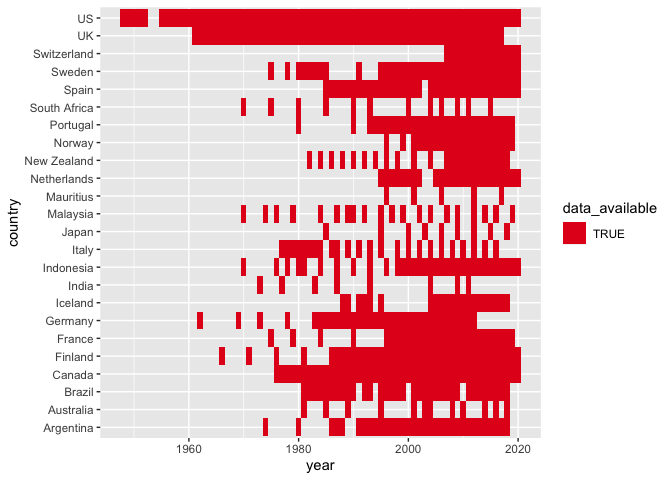 US
UK
Switzerland
Sweden
Spain
South Africa
Portugal
Norway
New Zealand
Netherlands
Mauritius
Malaysia
Japan
Italy
Indonesia
India
Iceland
Germany
France
Finland
Canada
Brazil
Australia
Argentina
country
1960 1980 2000 2020
year
data_available
TRUE